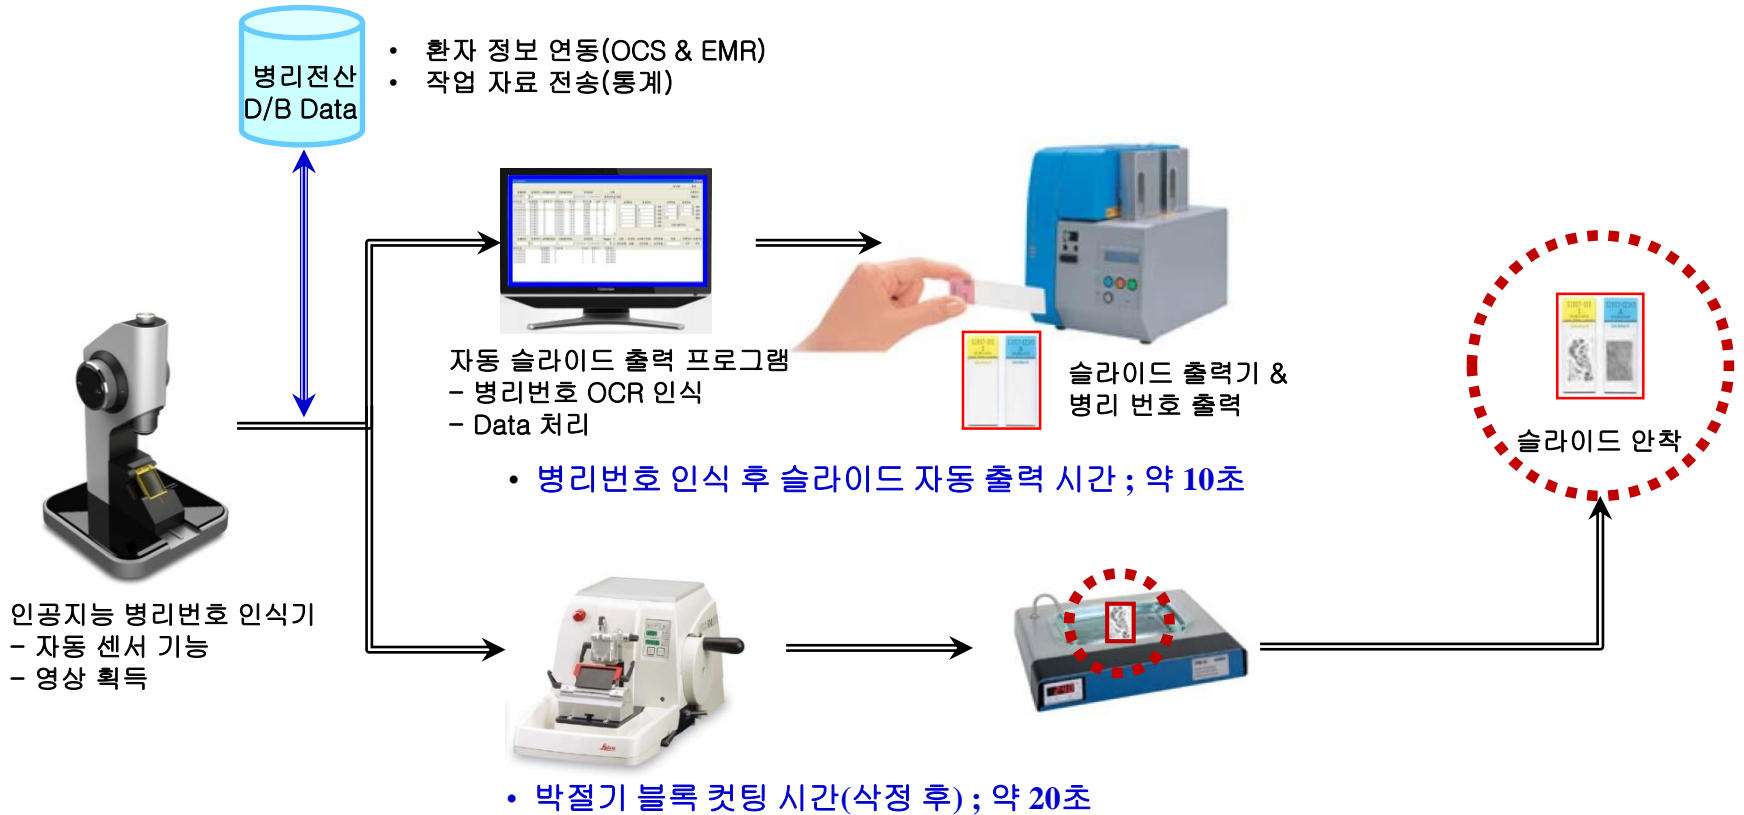 병리전산
D/B Data
• 환자 정보 연동(OCS & EMR)
• 작업 자료 전송(통계)
자동 슬라이드 출력 프로그램
- 병리번호 OCR 인식
- Data 처리
슬라이드 출력기 &
병리 번호 출력
슬라이드 안착
• 병리번호 인식 후 슬라이드 자동 출력 시간 ; 약 10초
인공지능 병리번호 인식기
- 자동 센서 기능
- 영상 획득
Leica
• 박절기 블록 컷팅 시간(삭정 후) ; 약 20초